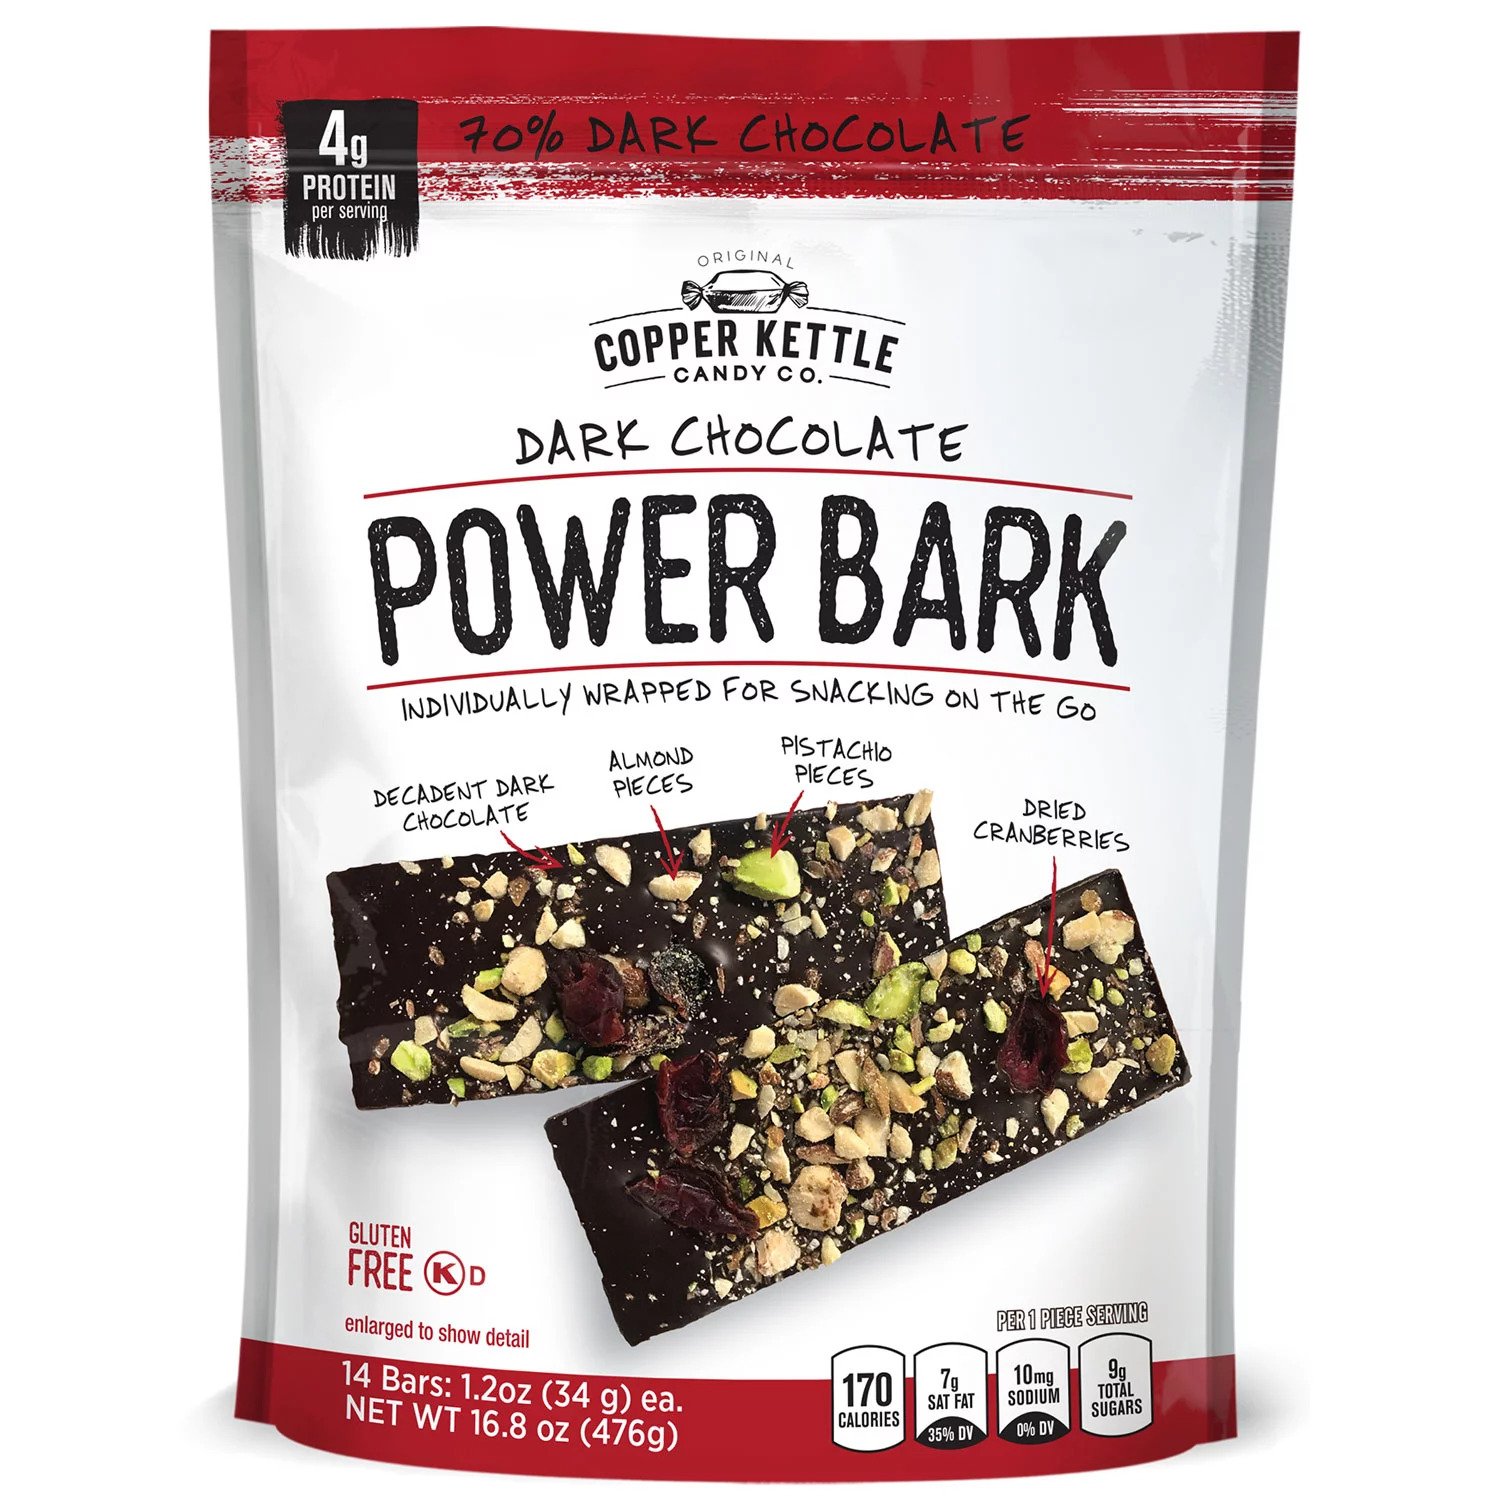 70% DARK CHOCOLATE
4g
PROTEIN
per serving
ORIGINAL
COPPER KETTLE
CANDY CO.
DARK CHOCOLATE
POWER BARK
INDIVIDUALLY WRAPPED FOR SNACKING ON THE GO
DECADENT DARK
CHOCOLATE
ALMOND
PIECES
PISTACHIO
PIECES
DRIED
CRANBERRIES
GLUTEN
FREE K D
enlarged to show detail
14 Bars: 1.2oz (34 g) ea.
NET WT 16.8 oz (476g)
PER 1 PIECE SERVING
170
CALORIES
7g
SAT FAT
35% DV
10mg
SODIUM
0% DV
9g
TOTAL
SUGARS